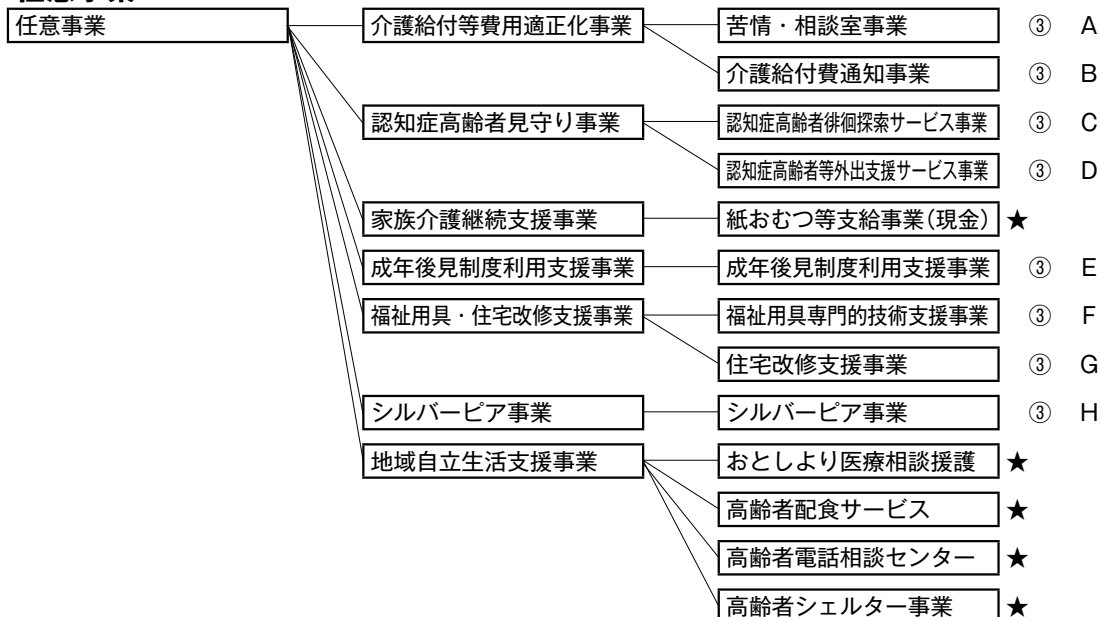 任意事業
介護給付等費用適正化事業
苦情・相談室事業 ③ A
介護給付費通知事業 ③ B
認知症高齢者見守り事業
認知症高齢者徘徊探索サービス事業 ③ C
認知症高齢者等外出支援サービス事業 ③ D
家族介護継続支援事業
紙おむつ等支給事業(現金) ★
成年後見制度利用支援事業
成年後見制度利用支援事業 ③ E
福祉用具・住宅改修支援事業
福祉用具専門的技術支援事業 ③ F
住宅改修支援事業 ③ G
シルバーピア事業
シルバーピア事業 ③ H
地域自立生活支援事業
おとしより医療相談援護 ★
高齢者配食サービス ★
高齢者電話相談センター ★
高齢者シェルター事業 ★